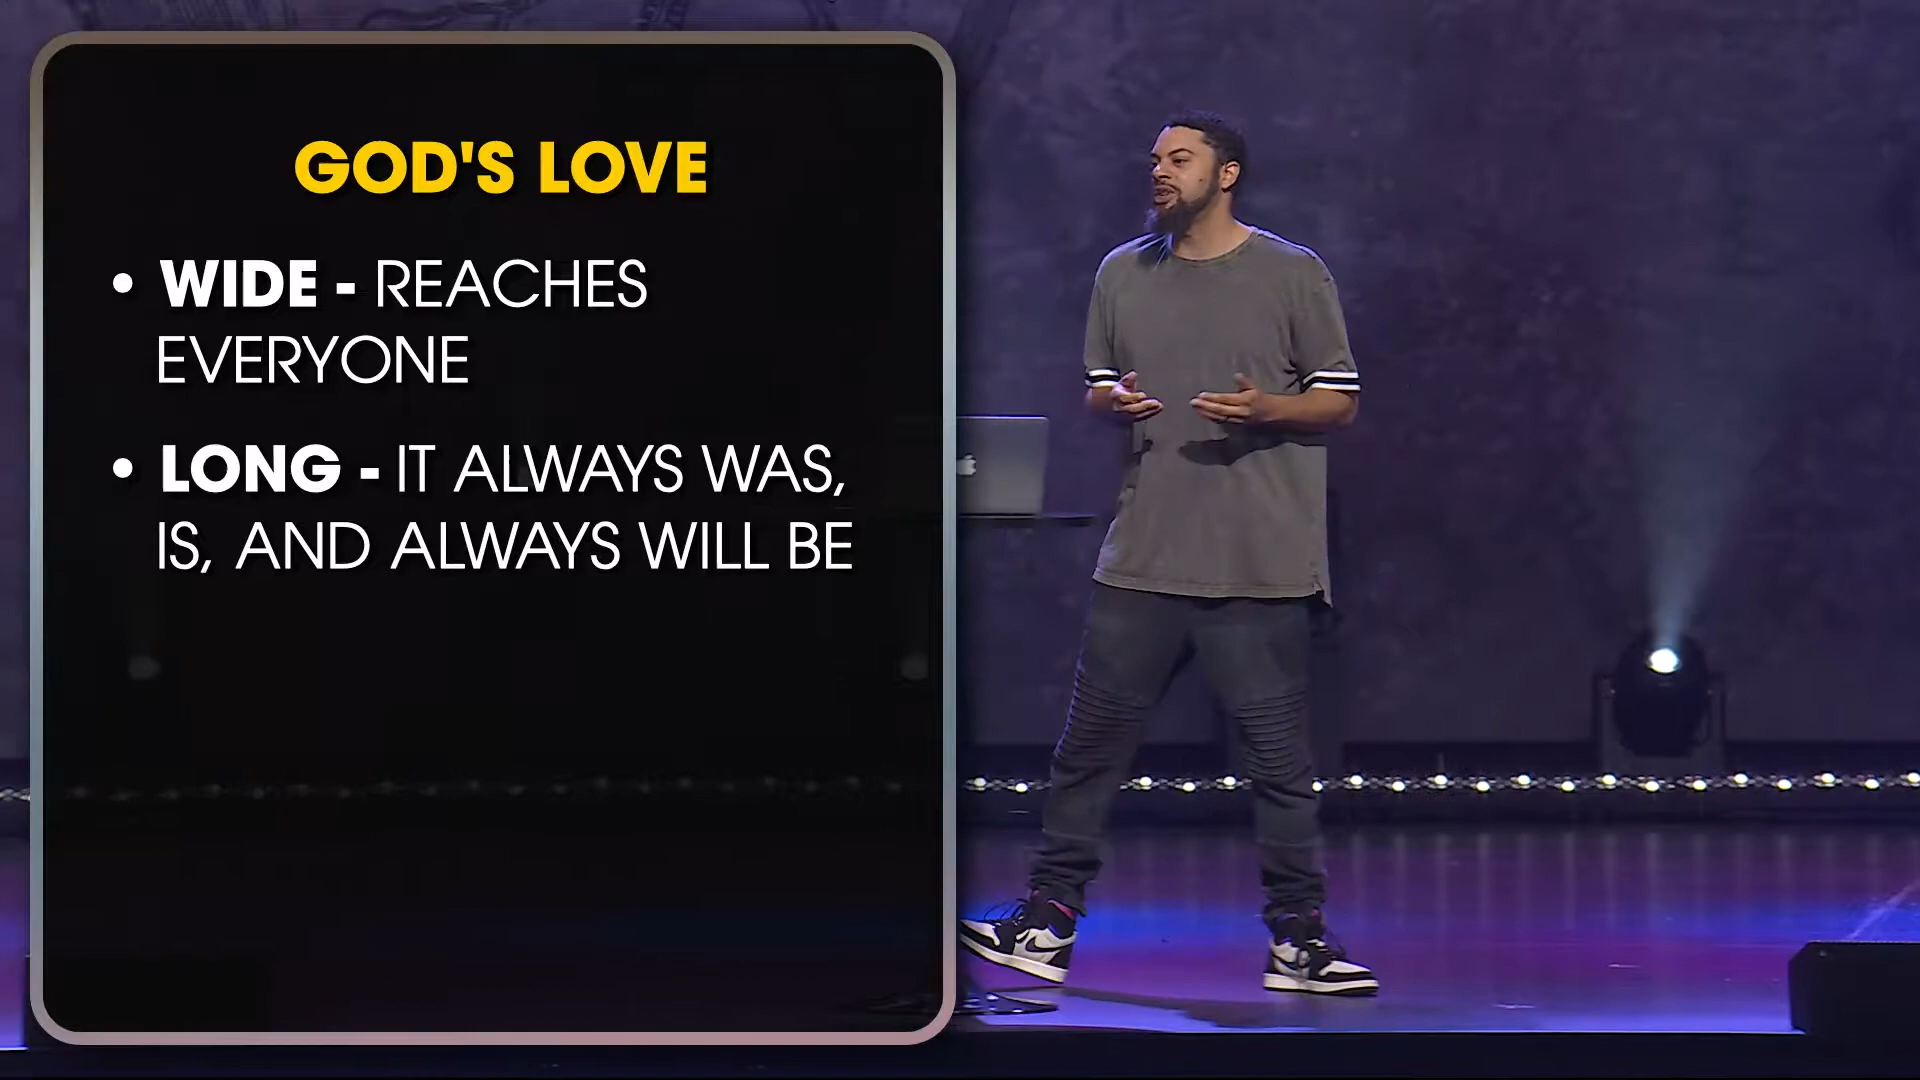 GOD'S LOVE
• WIDE - REACHES
EVERYONE
• LONG - IT ALWAYS WAS,
IS, AND ALWAYS WILL BE